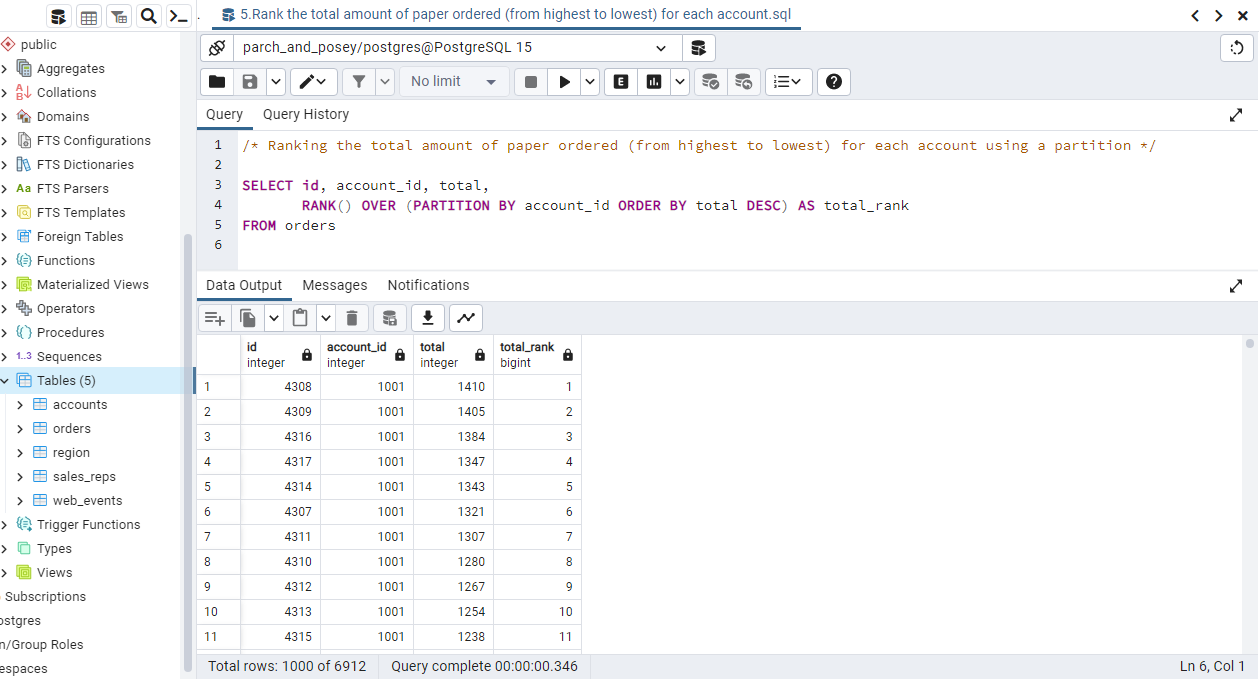 5.Rank the total amount of paper ordered (from highest to lowest) for each account.sql
public
Aggregates
Collations
Domains
FTS Configurations
FTS Dictionaries
Aa FTS Parsers
FTS Templates
Foreign Tables
Functions
Materialized Views
Operators
Procedures
1..3 Sequences
Tables (5)
accounts
orders
region
sales_reps
web_events
Trigger Functions
Types
Views
Subscriptions
ostgres
n/Group Roles
espaces
parch_and_posey/postgres@PostgreSQL 15
No limit
E
Query Query History
1 /* Ranking the total amount of paper ordered (from highest to lowest) for each account using a partition */
2
3 SELECT id, account_id, total,
4 RANK() OVER (PARTITION BY account_id ORDER BY total DESC) AS total_rank
5 FROM orders
6
Data Output Messages Notifications
id account_id total total_rank
integer integer integer bigint
1 4308 1001 1410 1
2 4309 1001 1405 2
3 4316 1001 1384 3
4 4317 1001 1347 4
5 4314 1001 1343 5
6 4307 1001 1321 6
7 4311 1001 1307 7
8 4310 1001 1280 8
9 4312 1001 1267 9
10 4313 1001 1254 10
11 4315 1001 1238 11
Total rows: 1000 of 6912 Query complete 00:00:00.346 Ln 6, Col 1